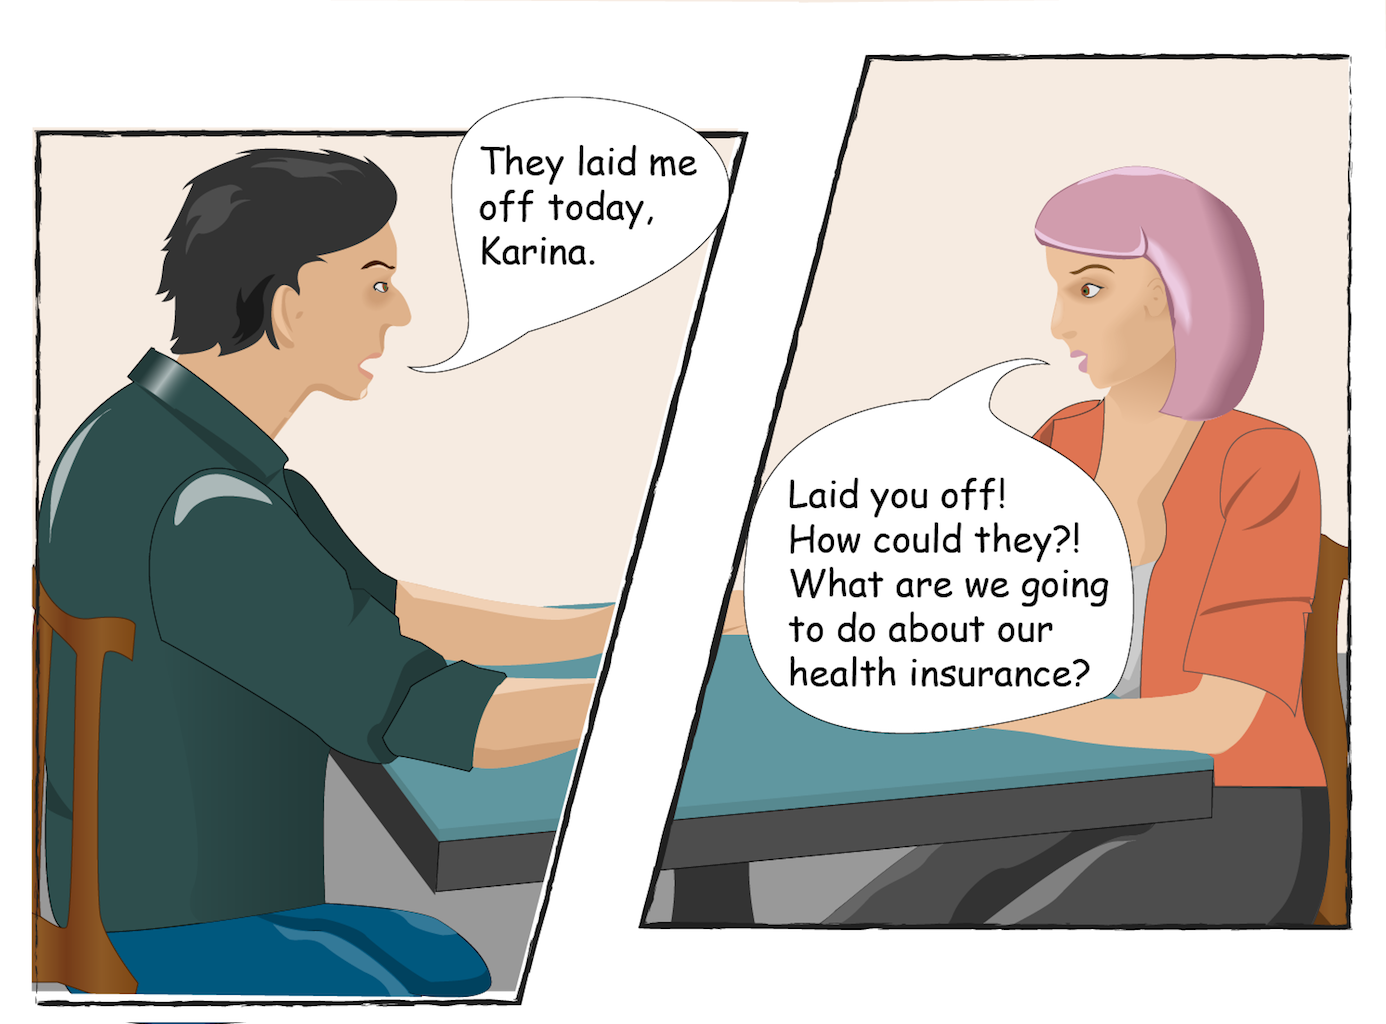 They laid me
off today,
Karina.
Laid you off!
How could they?!
What are we going
to do about our
health insurance?